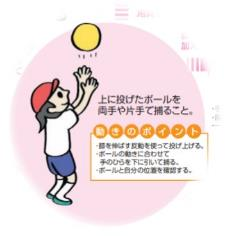 上に投げたボールを
両手や片手で捕ること。
動きのポイント
・膝を伸ばす反動を使って投げ上げる。
・ボールの動きに合わせて
手のひらを下に引いて捕る。
・ボールと自分の位置を確認する。